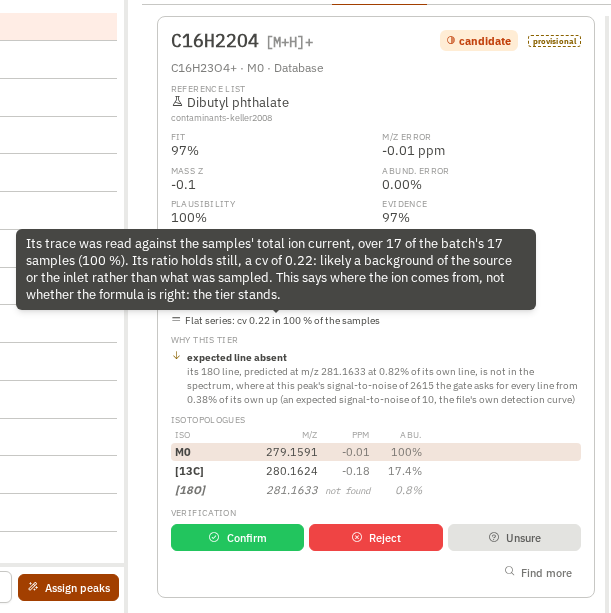 C16H22O4 [M+H]+
candidate
provisional
C16H23O4+ · M0 · Database
REFERENCE LIST
Dibutyl phthalate
contaminants-keller2008
FIT
M/Z ERROR
97%
-0.01 ppm
MASS Z
ABUND. ERROR
-0.1
0.00%
PLAUSIBILITY
EVIDENCE
100%
97%
Its trace was read against the samples' total ion current, over 17 of the batch's 17
samples (100 %). Its ratio holds still, a cv of 0.22: likely a background of the source
or the inlet rather than what was sampled. This says where the ion comes from, not
whether the formula is right: the tier stands.
Flat series: cv 0.22 in 100 % of the samples
WHY THIS TIER
expected line absent
its 18O line, predicted at m/z 281.1633 at 0.82% of its own line, is not in the
spectrum, where at this peak's signal-to-noise of 2615 the gate asks for every line from
0.38% of its own up (an expected signal-to-noise of 10, the file's own detection curve)
ISOTOPOLOGUES
ISO M/Z PPM ABU.
M0 279.1591 -0.01 100%
[13C] 280.1624 -0.18 17.4%
[18O] 281.1633 not found 0.8%
VERIFICATION
Confirm
Reject
Unsure
Find more
Assign peaks